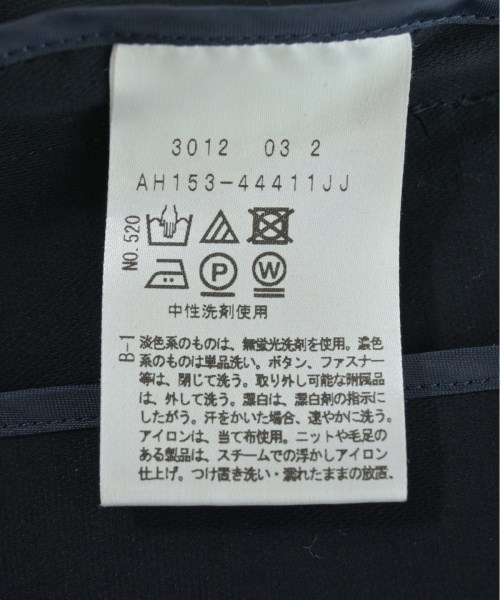 3012 03 2
AH153-44411JJ
NO.520
P
W
中性洗剤使用
B-1
淡色系のものは、無蛍光洗剤を使用。濃色
系のものは単品洗い。ボタン、ファスナー
等は、閉じて洗う。取り外し可能な附属品
は、外して洗う。漂白は、漂白剤の指示に
したがう。汗をかいた場合、速やかに洗う。
アイロンは、当て布使用。ニットや毛足の
ある製品は、スチームでの浮かしアイロン
仕上げ。つけ置き洗い・濡れたままの放置、